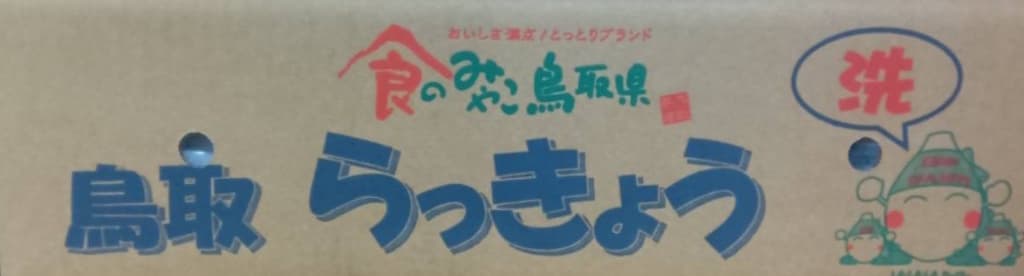 おいしさ満点!とっとりブランド
食のみやこ鳥取県
洗
鳥取 らっきょう